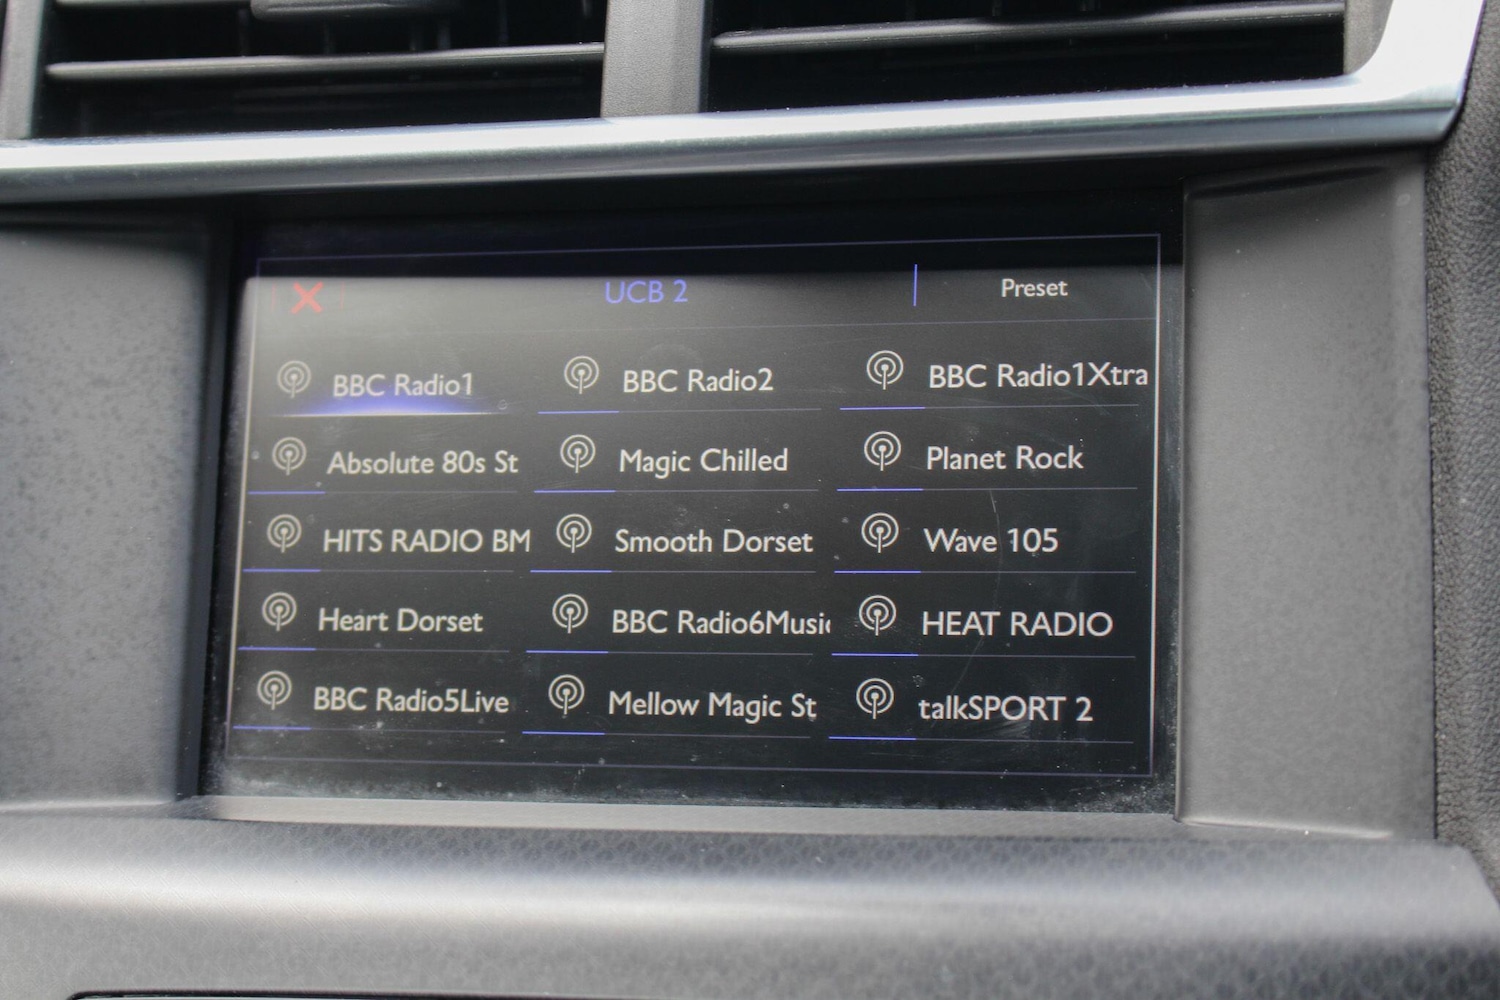 UCB 2 Preset
BBC Radio1 BBC Radio2 BBC Radio1Xtra
Absolute 80s St Magic Chilled Planet Rock
HITS RADIO BM Smooth Dorset Wave 105
Heart Dorset BBC Radio6Music HEAT RADIO
BBC Radio5Live Mellow Magic St talkSPORT 2